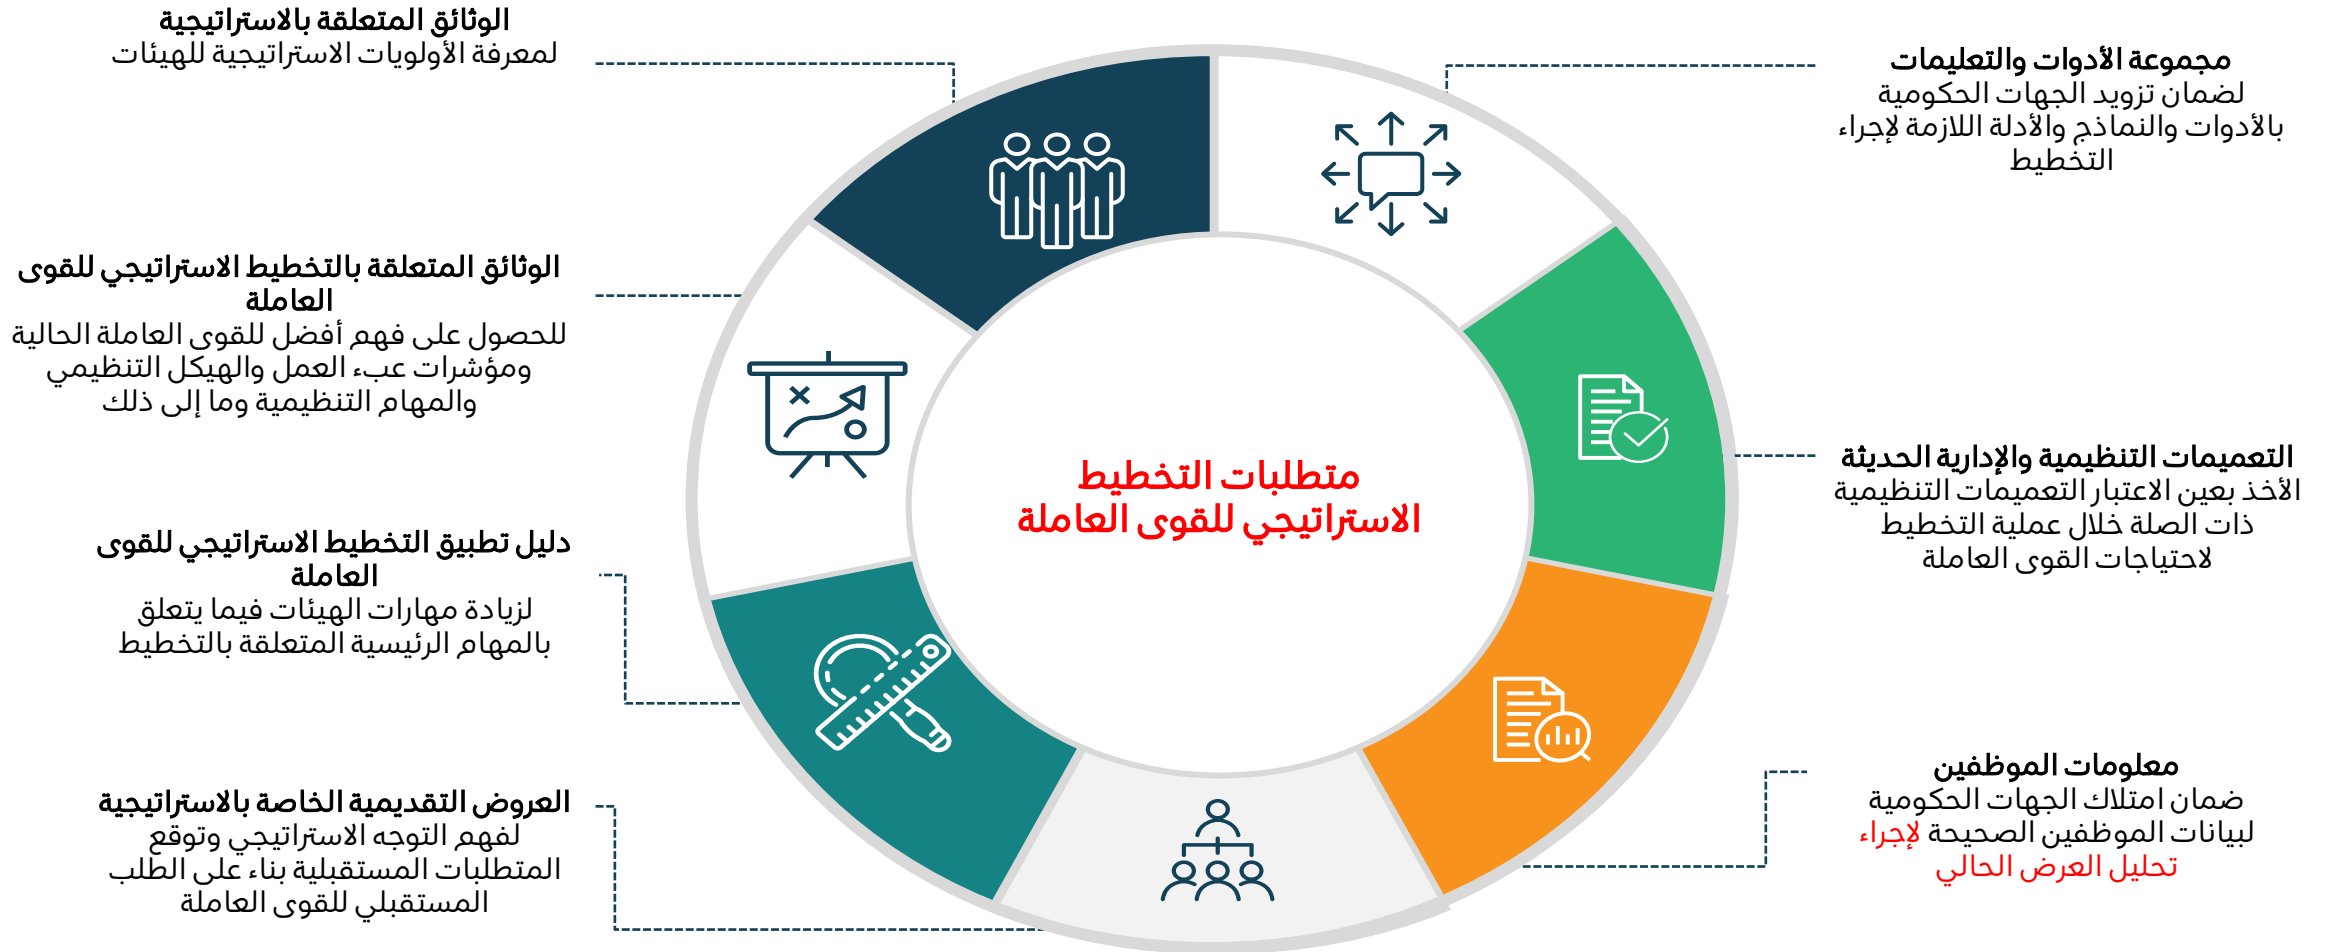 مجموعة الأدوات والتعليمات
لضمان تزويد الجهات الحكومية
بالأدوات والنماذج والأدلة اللازمة لإجراء
التخطيط
التعميمات التنظيمية والإدارية الحديثة
الأخذ بعين الاعتبار التعميمات التنظيمية
ذات الصلة خلال عملية التخطيط
لاحتياجات القوى العاملة
معلومات الموظفين
ضمان امتلاك الجهات الحكومية
لبيانات الموظفين الصحيحة لإجراء
تحليل العرض الحالي
متطلبات التخطيط
الاستراتيجي للقوى العاملة
الوثائق المتعلقة بالاستراتيجية
لمعرفة الأولويات الاستراتيجية للهيئات
الوثائق المتعلقة بالتخطيط الاستراتيجي للقوى
العاملة
للحصول على فهم أفضل للقوى العاملة الحالية
ومؤشرات عبء العمل والهيكل التنظيمي
والمهام التنظيمية وما إلى ذلك
دليل تطبيق التخطيط الاستراتيجي للقوى
العاملة
لزيادة مهارات الهيئات فيما يتعلق
بالمهام الرئيسية المتعلقة بالتخطيط
العروض التقديمية الخاصة بالاستراتيجية
لفهم التوجه الاستراتيجي وتوقع
المتطلبات المستقبلية بناء على الطلب
المستقبلي للقوى العاملة